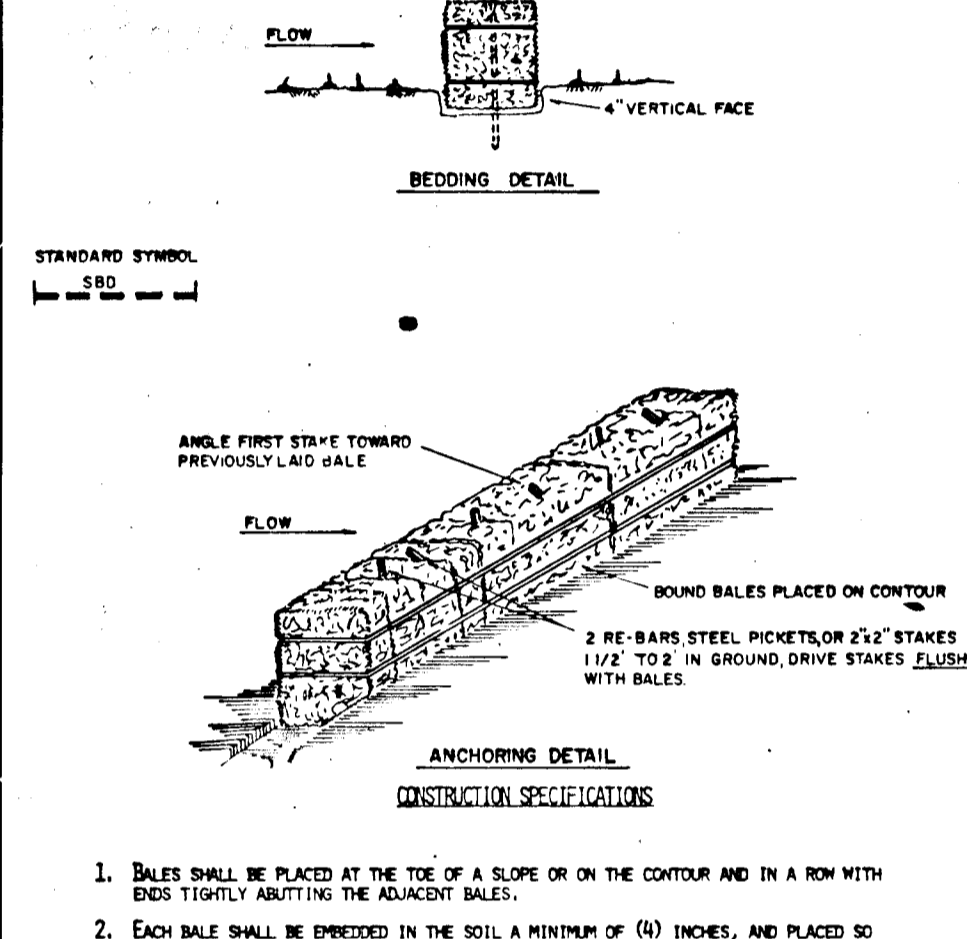 FLOW
4" VERTICAL FACE
BEDDING DETAIL
STANDARD SYMBOL
SBD
ANGLE FIRST STAKE TOWARD
PREVIOUSLY LAID BALE
FLOW
BOUND BALES PLACED ON CONTOUR
2 RE-BARS, STEEL PICKETS, OR 2"x2" STAKES
1 1/2' TO 2' IN GROUND, DRIVE STAKES FLUSH
WITH BALES.
ANCHORING DETAIL
CONSTRUCTION SPECIFICATIONS
1. BALES SHALL BE PLACED AT THE TOE OF A SLOPE OR ON THE CONTOUR AND IN A ROW WITH
ENDS TIGHTLY ABUTTING THE ADJACENT BALES.
2. EACH BALE SHALL BE EMBEDDED IN THE SOIL A MINIMUM OF (4) INCHES, AND PLACED SO